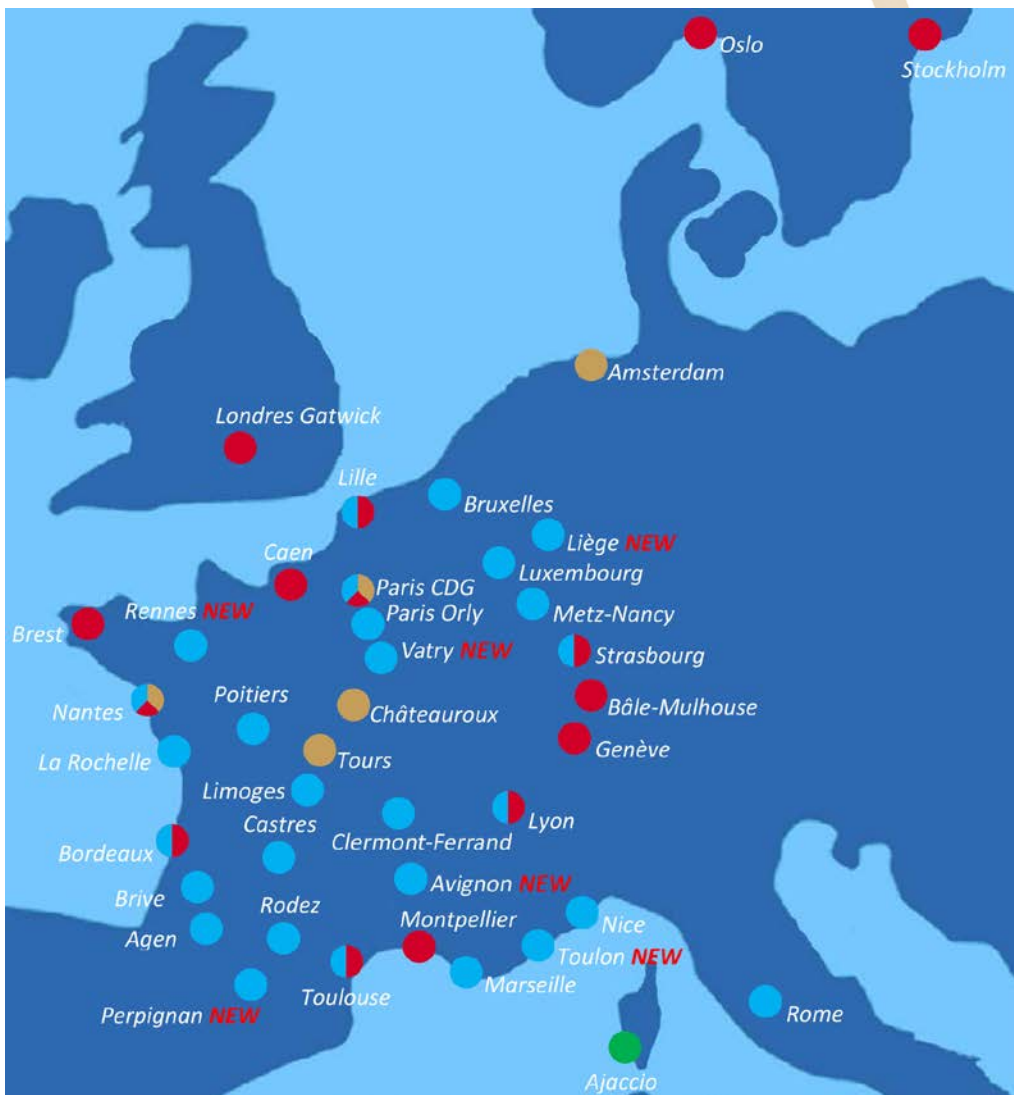 Oslo
Stockholm
Amsterdam
Londres Gatwick
Lille
Bruxelles
Liège NEW
Caen
Luxembourg
Paris CDG
Rennes NEW
Paris Orly
Metz-Nancy
Brest
Vatry NEW
Strasbourg
Poitiers
Nantes
Châteauroux
Bâle-Mulhouse
Genève
La Rochelle
Tours
Limoges
Castres
Lyon
Clermont-Ferrand
Bordeaux
Avignon NEW
Brive
Rodez
Montpellier
Nice
Agen
Toulon NEW
Marseille
Toulouse
Perpignan NEW
Rome
Ajaccio